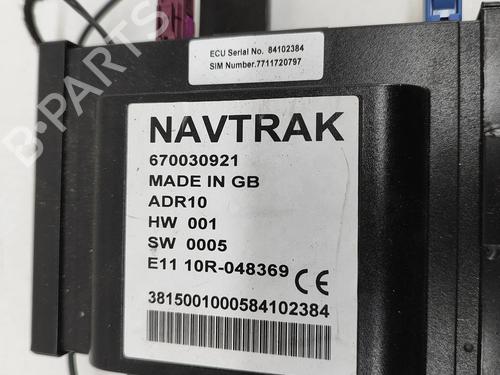 ECU Serial No. 84102384
SIM Number.7711720797
NAVTRAK
670030921
MADE IN GB
ADR10
HW 001
SW 0005
E11 10R-048369 CE
3815001000584102384